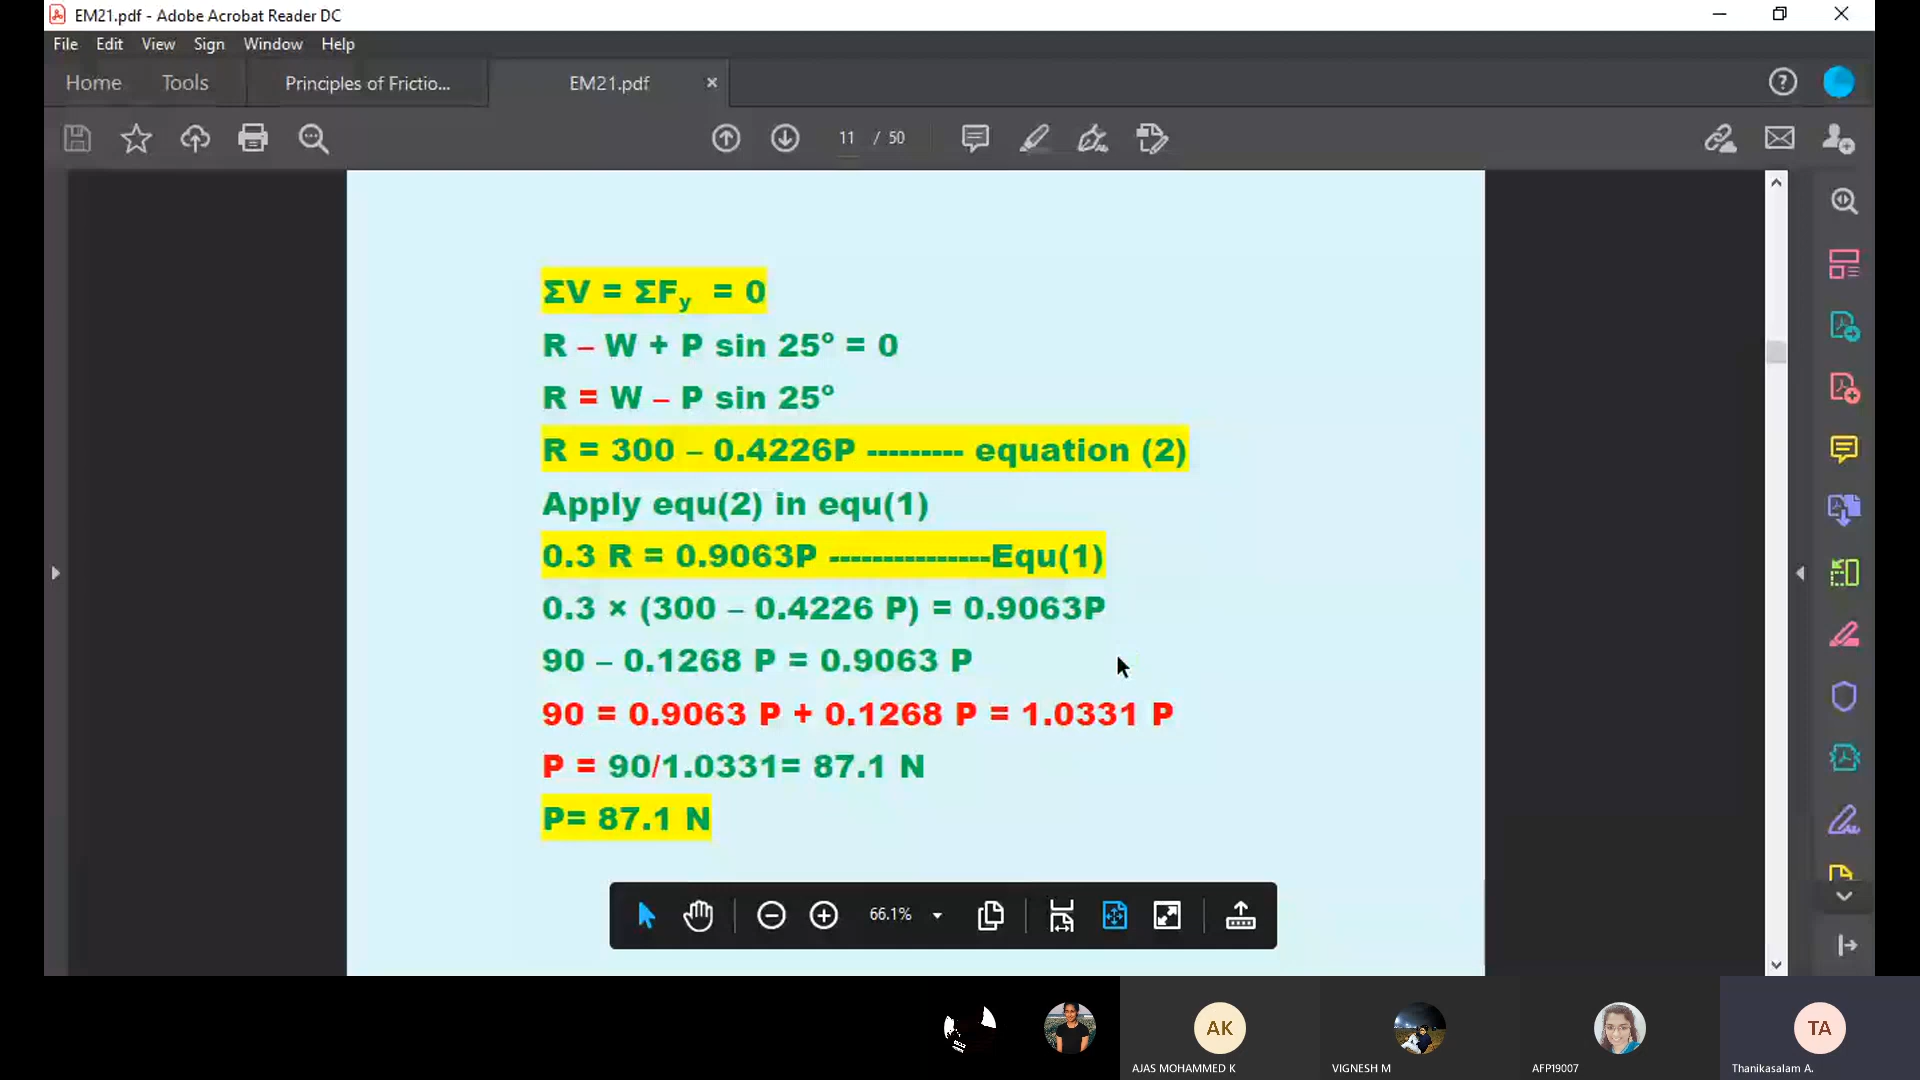 EM21.pdf - Adobe Acrobat Reader DC
File Edit View Sign Window Help
Home Tools Principles of Frictio... EM21.pdf
11 / 50
ΣV = ΣFy = 0
R – W + P sin 25º = 0
R = W – P sin 25º
R = 300 – 0.4226P --------- equation (2)
Apply equ(2) in equ(1)
0.3 R = 0.9063P ---------------Equ(1)
0.3 × (300 – 0.4226 P) = 0.9063P
90 – 0.1268 P = 0.9063 P
90 = 0.9063 P + 0.1268 P = 1.0331 P
P = 90/1.0331= 87.1 N
P= 87.1 N
66.1%
AK
TA
AJAS MOHAMMED K VIGNESH M AFP19007 Thanikasalam A.